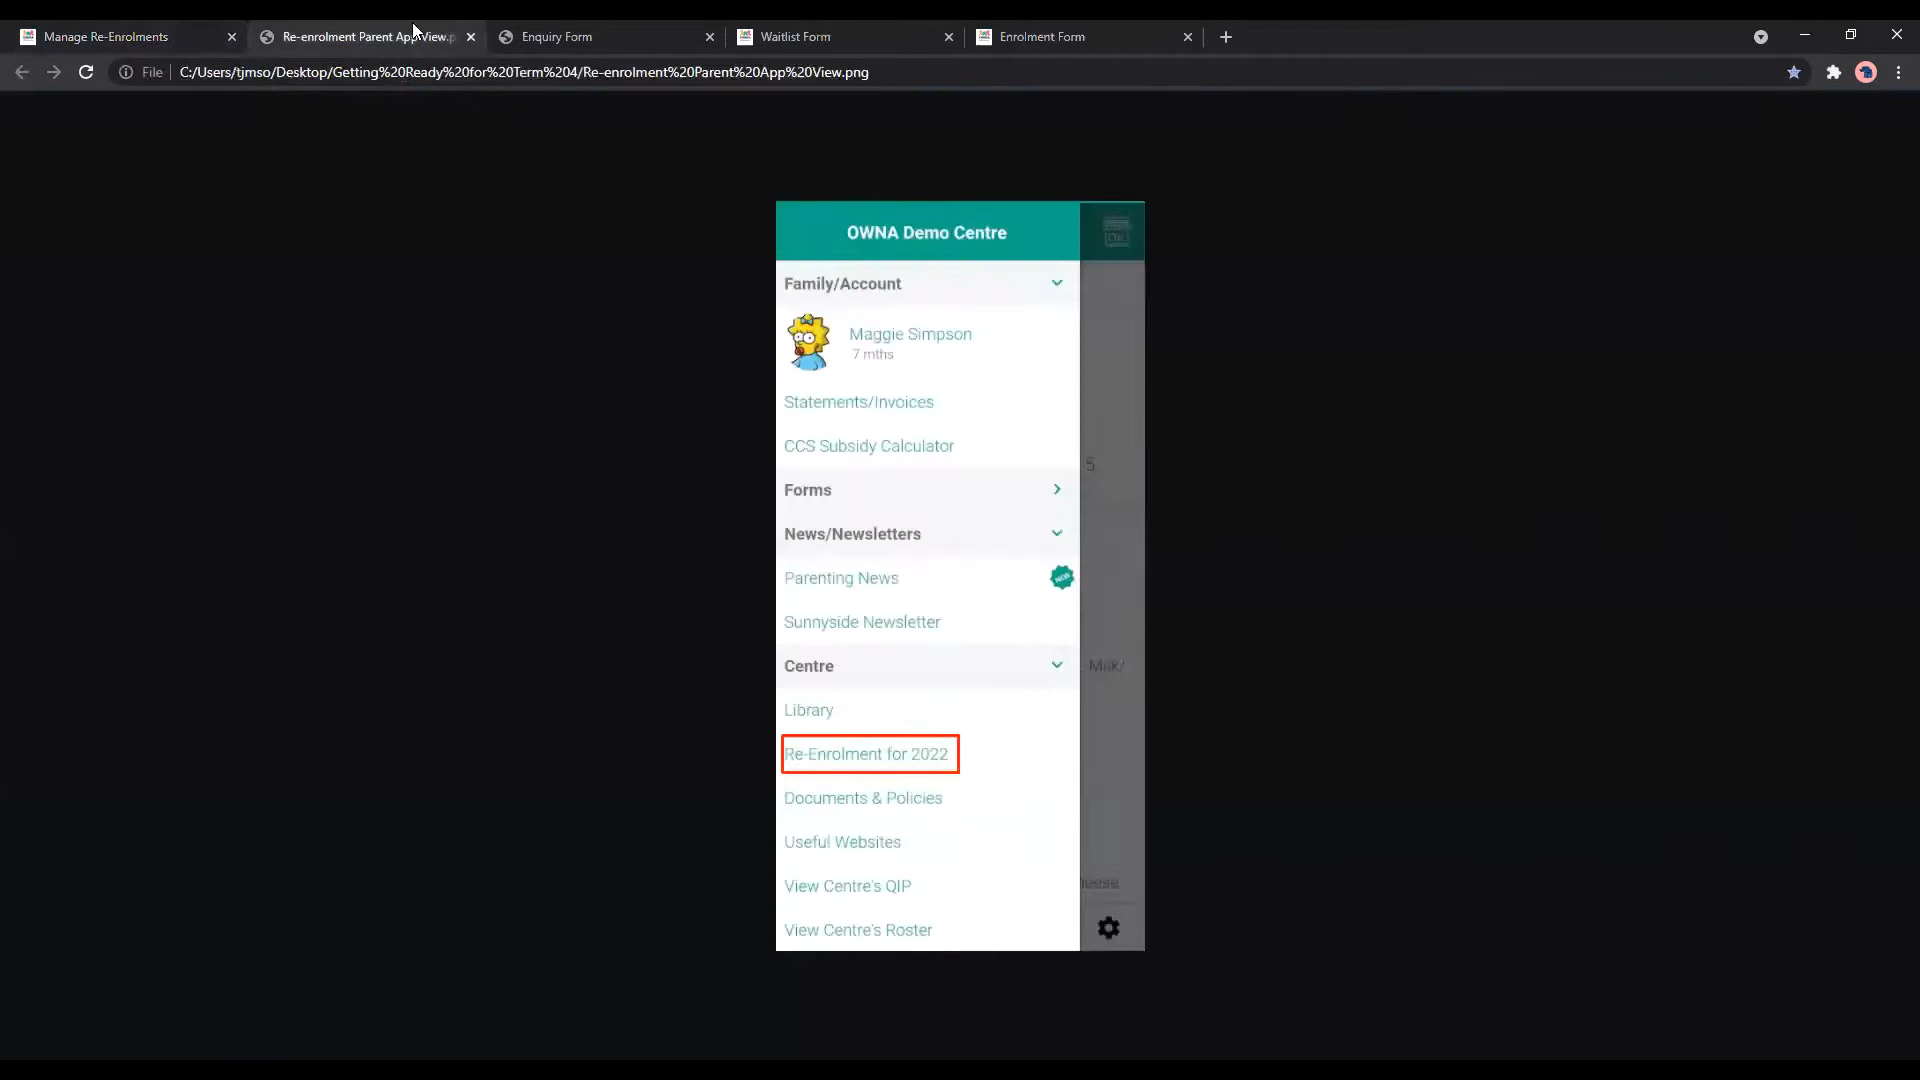 Manage Re-Enrolments
Re-enrolment Parent App View.p
Enquiry Form
Waitlist Form
Enrolment Form
File
C:/Users/tjmso/Desktop/Getting%20Ready%20for%20Term%204/Re-enrolment%20Parent%20App%20View.png
OWNA Demo Centre
Family/Account
Maggie Simpson
7 mths
Statements/Invoices
CCS Subsidy Calculator
5
Forms
News/Newsletters
Parenting News
NEW
Sunnyside Newsletter
Centre
Milk/
Library
Re-Enrolment for 2022
Documents & Policies
Useful Websites
View Centre's QIP
View Centre's Roster